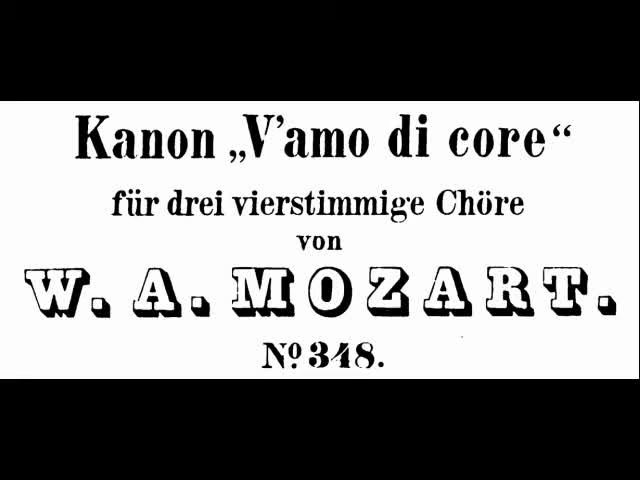 Kanon „V'amo di core“
für drei vierstimmige Chöre
von
W. A. MOZART.
No. 348.